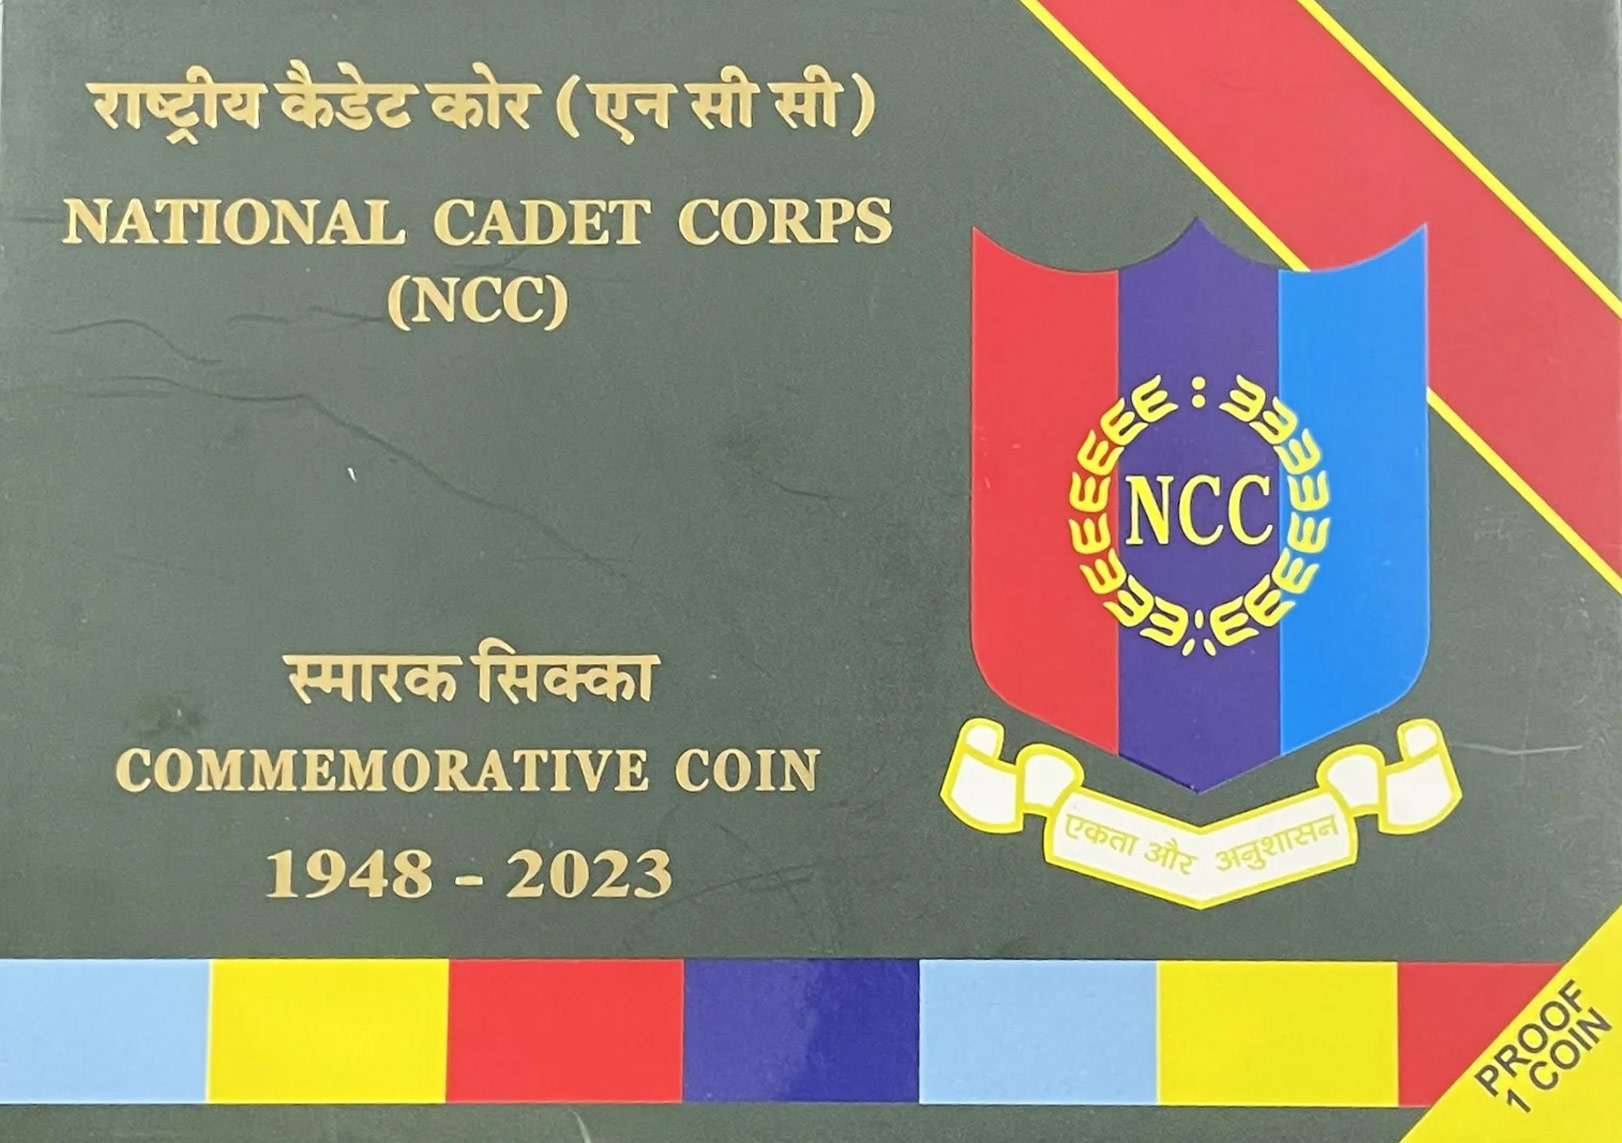 राष्ट्रीय कैडेट कोर (एन सी सी)
NATIONAL CADET CORPS
(NCC)
NCC
स्मारक सिक्का
COMMEMORATIVE COIN
1948 - 2023
एकता और अनुशासन
PROOF
1 COIN